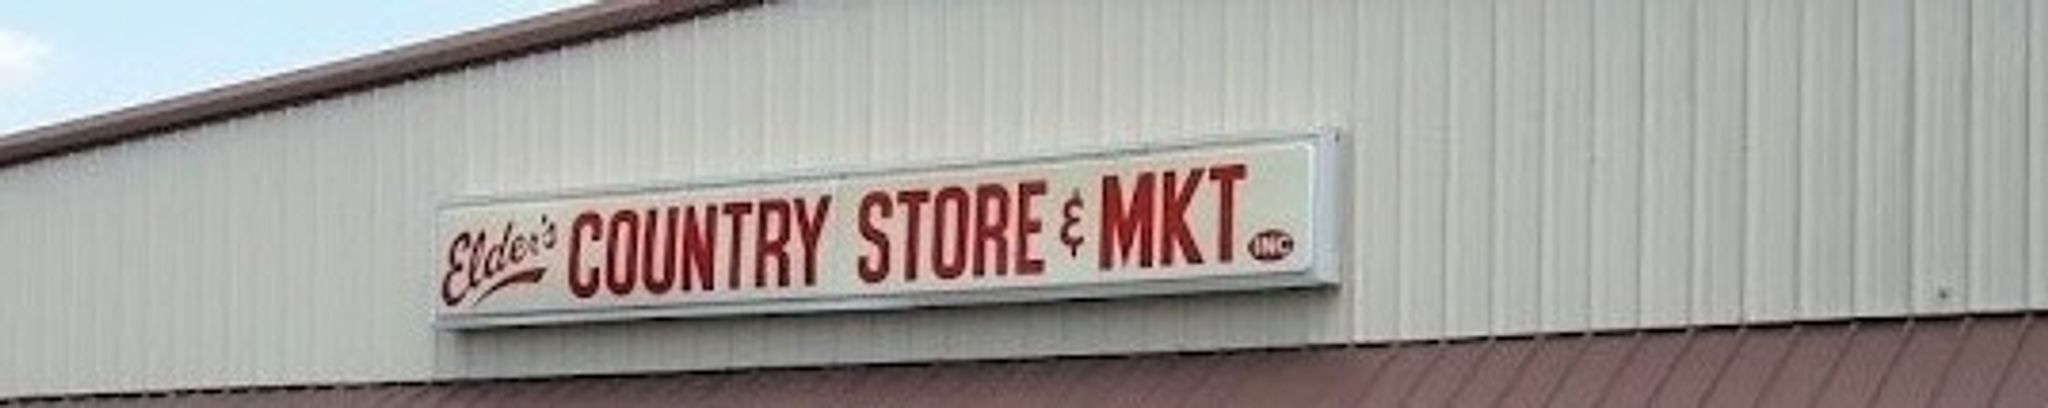 Elder's COUNTRY STORE & MKT INC